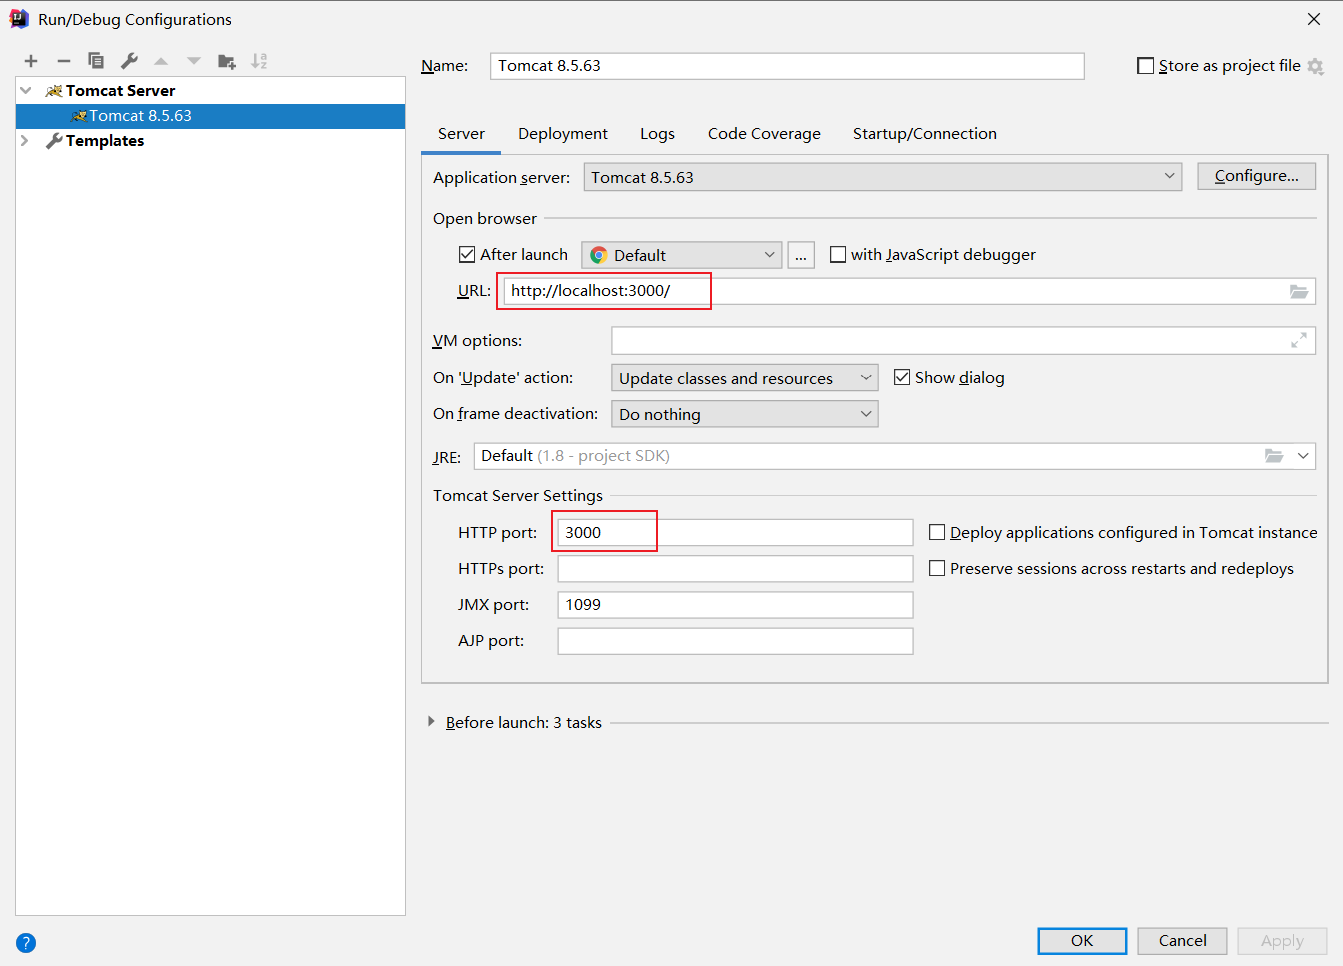 Run/Debug Configurations
Tomcat Server
Tomcat 8.5.63
Templates
Name: Tomcat 8.5.63
Store as project file
Server Deployment Logs Code Coverage Startup/Connection
Application server: Tomcat 8.5.63 Configure...
Open browser
After launch Default ... with JavaScript debugger
URL: http://localhost:3000/
VM options:
On 'Update' action: Update classes and resources Show dialog
On frame deactivation: Do nothing
JRE: Default (1.8 - project SDK)
Tomcat Server Settings
HTTP port: 3000 Deploy applications configured in Tomcat instance
HTTPs port: Preserve sessions across restarts and redeploys
JMX port: 1099
AJP port:
Before launch: 3 tasks
? OK Cancel Apply